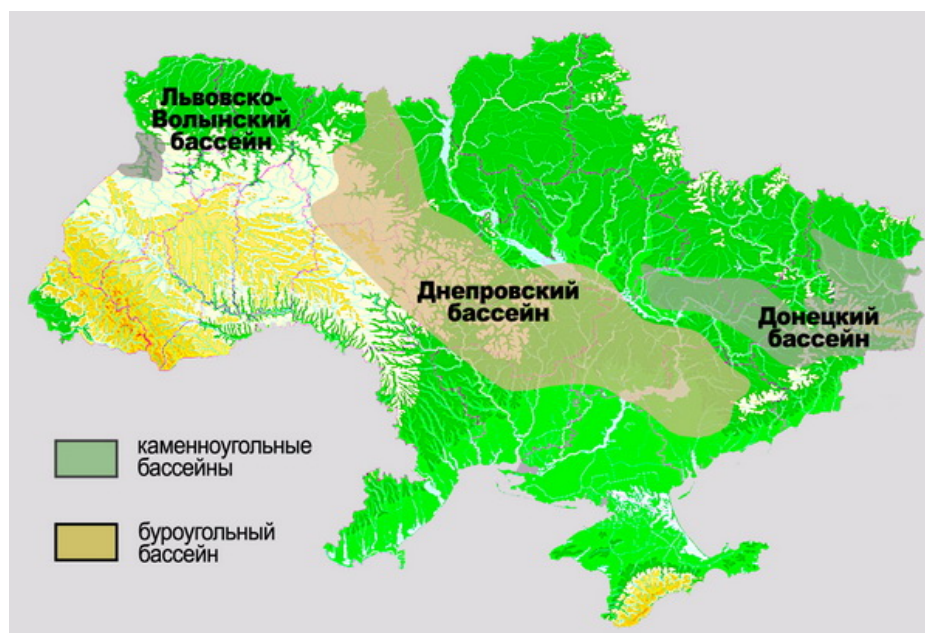 Львовско-
Волынский
бассейн
Днепровский
бассейн
Донецкий
бассейн
каменноугольные
бассейны
буроугольный
бассейн